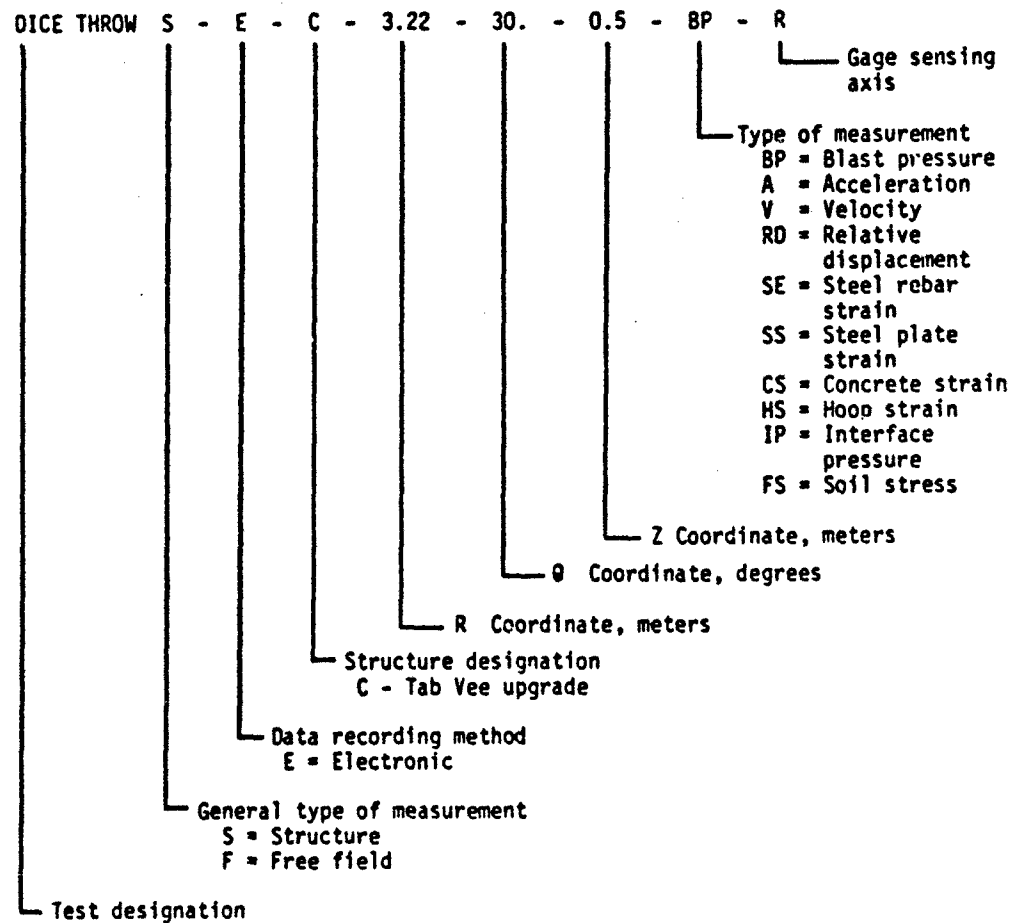 DICE THROW S - E - C - 3.22 - 30. - 0.5 - BP - R
Gage sensing
axis
Type of measurement
BP = Blast pressure
A = Acceleration
V = Velocity
RD = Relative
displacement
SE = Steel rebar
strain
SS = Steel plate
strain
CS = Concrete strain
HS = Hoop strain
IP = Interface
pressure
FS = Soil stress
Z Coordinate, meters
θ Coordinate, degrees
R Coordinate, meters
Structure designation
C - Tab Vee upgrade
Data recording method
E = Electronic
General type of measurement
S = Structure
F = Free field
Test designation